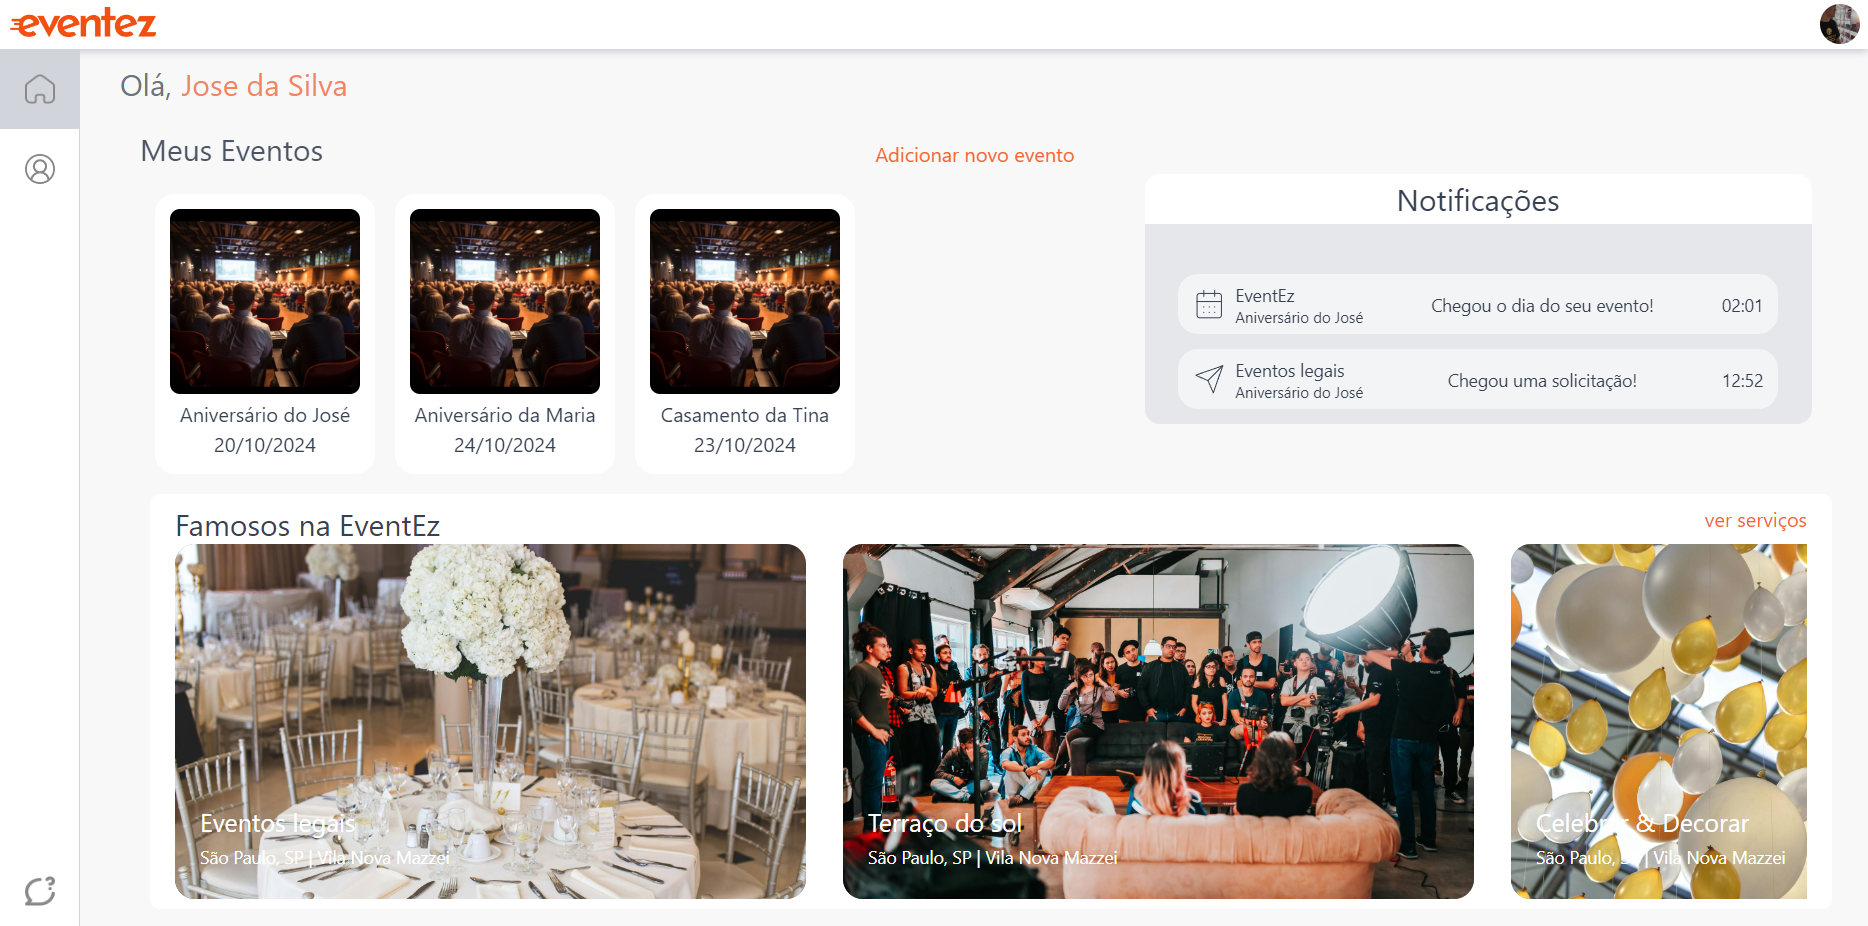 eventez
Olá, Jose da Silva
Meus Eventos
Adicionar novo evento
Aniversário do José
20/10/2024
Aniversário da Maria
24/10/2024
Casamento da Tina
23/10/2024
Notificações
EventEz
Aniversário do José
Chegou o dia do seu evento!
02:01
Eventos legais
Aniversário do José
Chegou uma solicitação!
12:52
Famosos na EventEz
ver serviços
Eventos legais
São Paulo, SP | Vila Nova Mazzei
Terraço do sol
São Paulo, SP | Vila Nova Mazzei
Celebrar & Decorar
São Paulo, SP | Vila Nova Mazzei
11